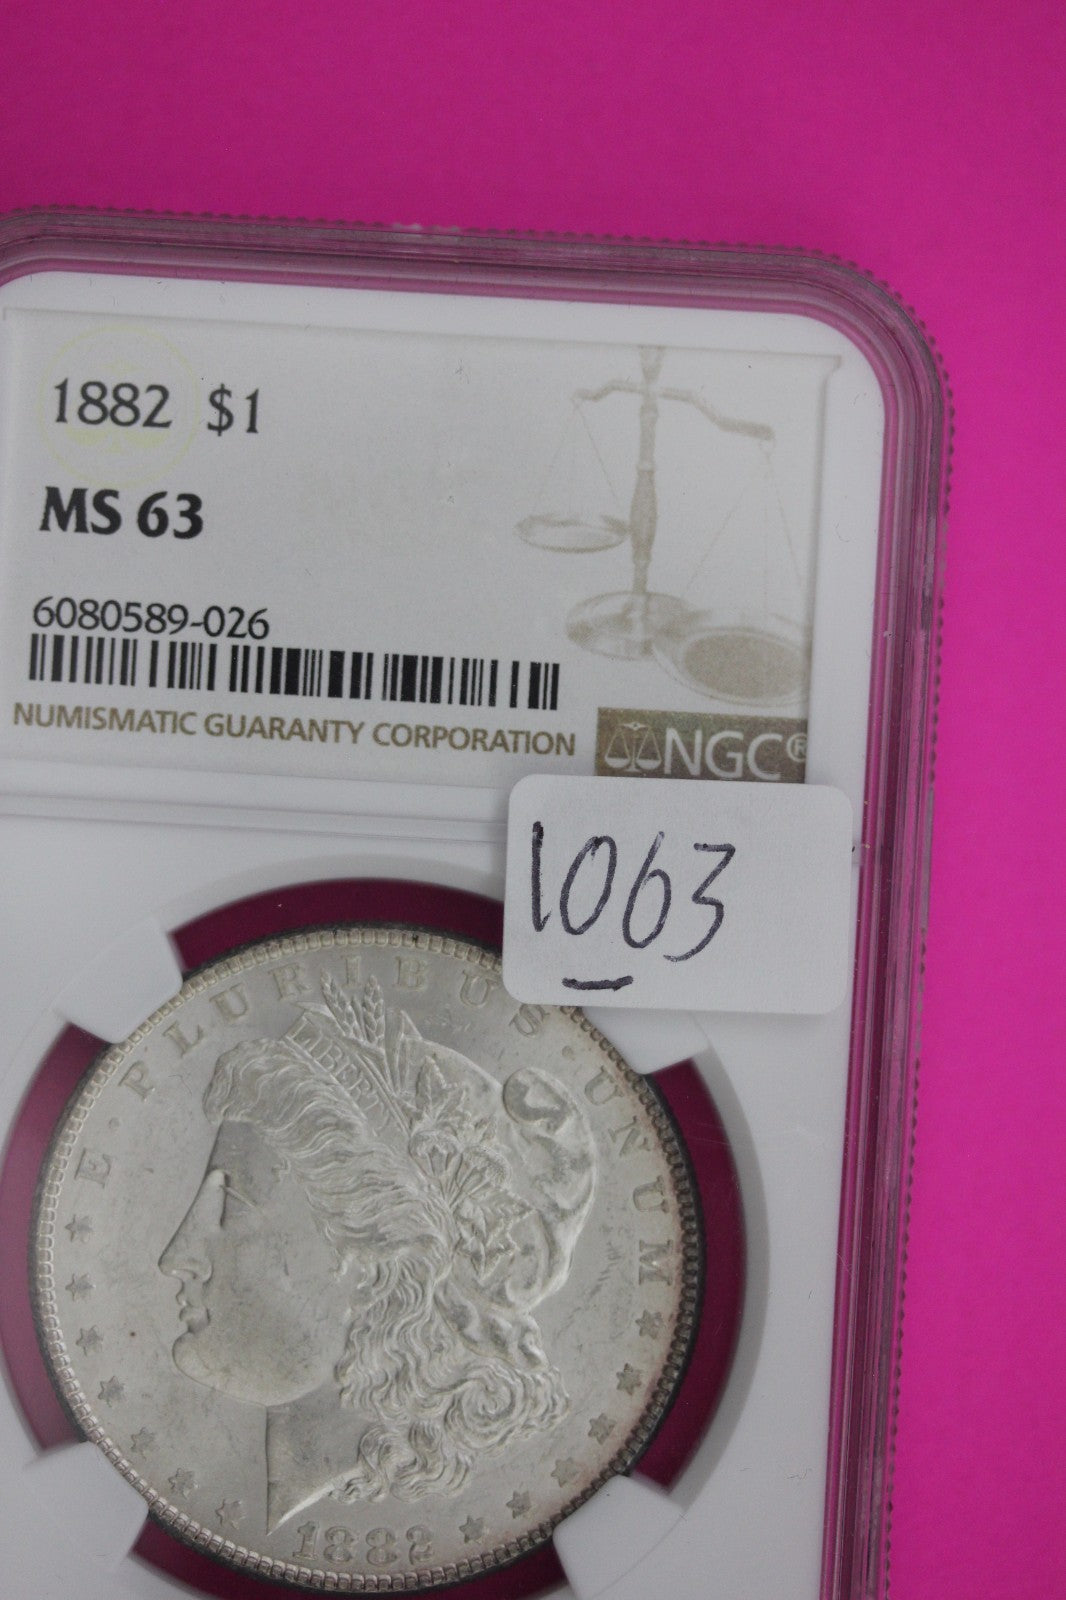 1882 $1
MS 63
6080589-026
NUMISMATIC GUARANTY CORPORATION
NGC®
1063
E·PLURIBUS·UNUM
LIBERTY
1882